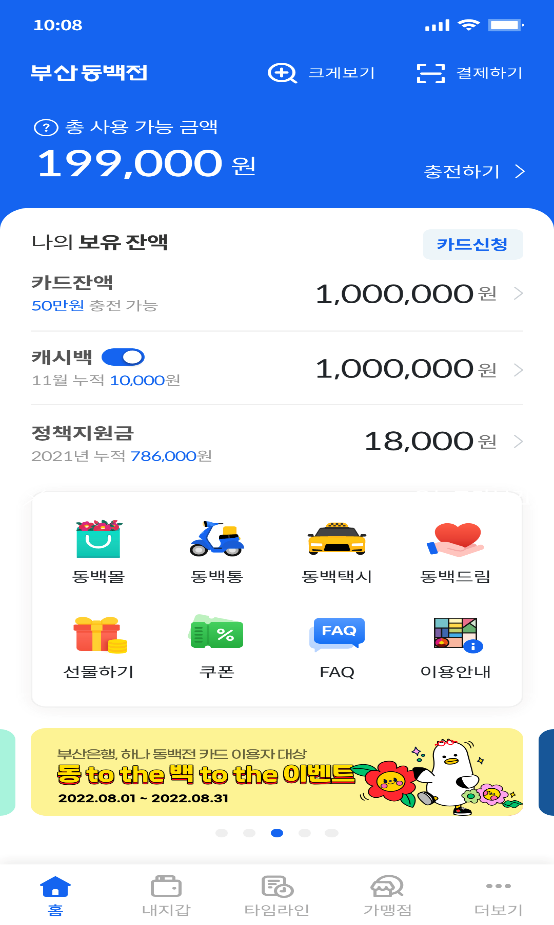 10:08
부산동백전
크게보기
결제하기
? 총 사용 가능 금액
199,000 원
충전하기
나의 보유 잔액
카드신청
카드잔액
50만원 충전 가능
1,000,000 원
캐시백
11월 누적 10,000원
1,000,000 원
정책지원금
2021년 누적 786,000원
18,000 원
동백몰
동백통
동백택시
동백드림
%
FAQ
선물하기
쿠폰
FAQ
이용안내
부산은행, 하나 동백전 카드 이용자 대상
동 to the 백 to the 이벤트
2022.08.01 ~ 2022.08.31
홈
내지갑
타임라인
가맹점
더보기